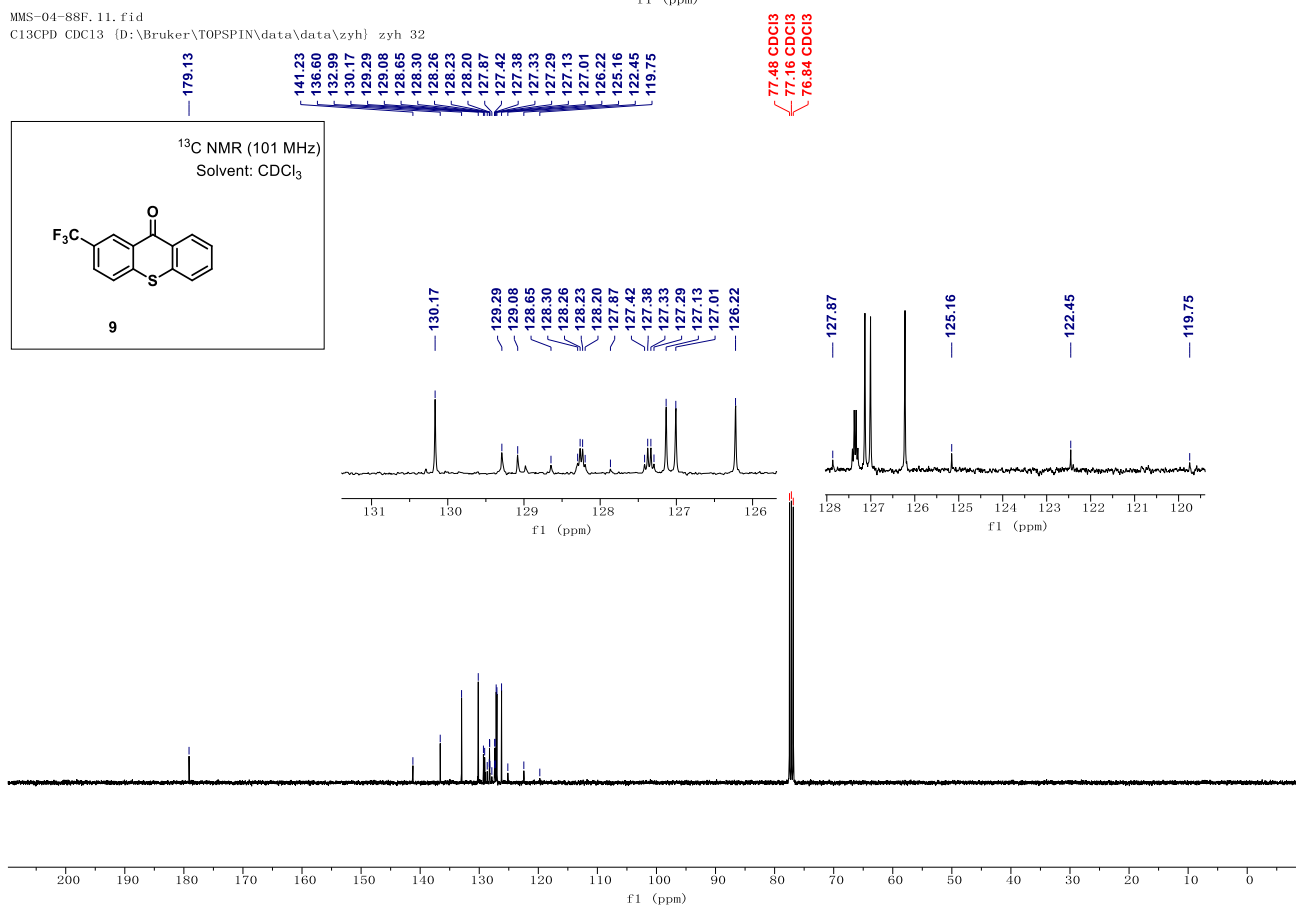 f1 (ppm)
MMS-04-88F.11.fid
C13CPD CDCl3 {D:\Bruker\TOPSPIN\data\data\zyh} zyh 32
179.13
141.23
136.60
132.99
130.17
129.29
129.08
128.65
128.30
128.26
128.23
128.20
127.87
127.42
127.38
127.33
127.29
127.13
127.01
126.22
125.16
122.45
119.75
77.48 CDCl3
77.16 CDCl3
76.84 CDCl3
13C NMR (101 MHz)
Solvent: CDCl3
O
F3C
S
9
130.17
129.29
129.08
128.65
128.30
128.26
128.23
128.20
127.87
127.42
127.38
127.33
127.29
127.13
127.01
126.22
131 130 129 128 127 126
f1 (ppm)
127.87
125.16
122.45
119.75
128 127 126 125 124 123 122 121 120
f1 (ppm)
200 190 180 170 160 150 140 130 120 110 100 90 80 70 60 50 40 30 20 10 0
f1 (ppm)